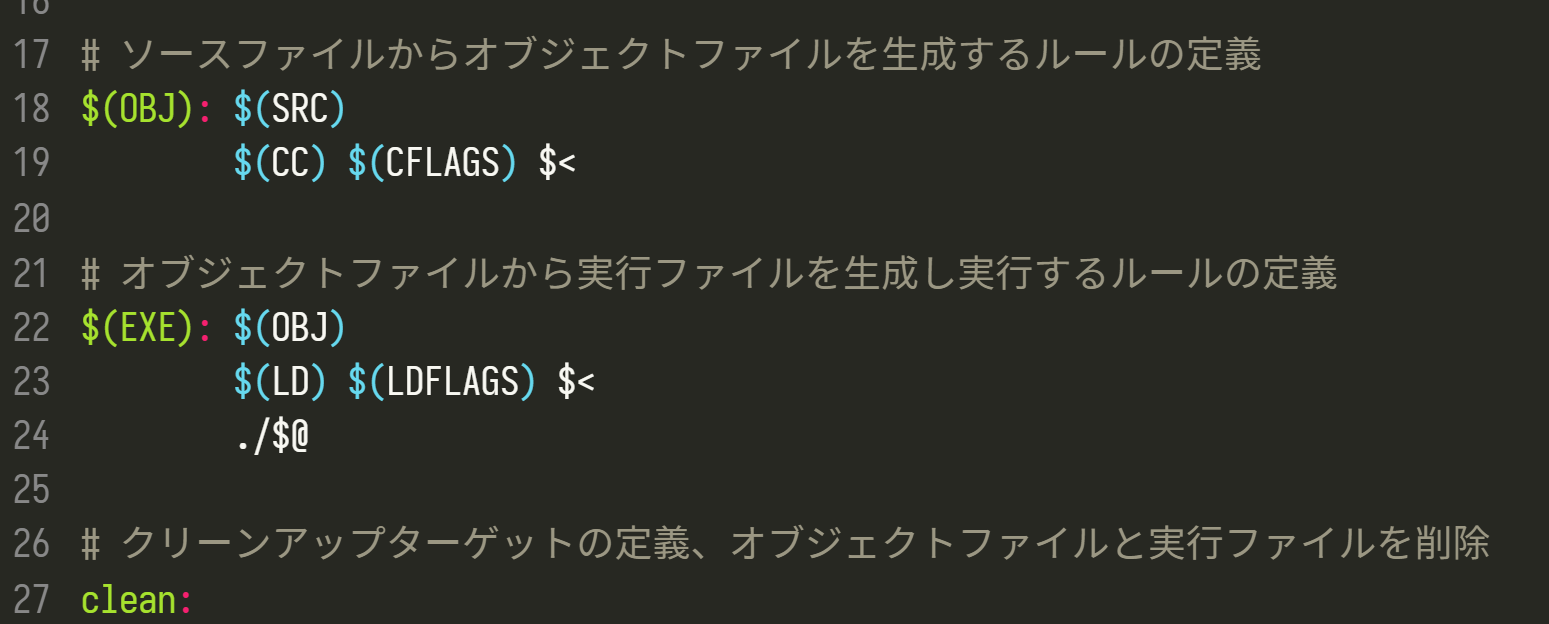 16
17 # ソースファイルからオブジェクトファイルを生成するルールの定義
18 $(OBJ): $(SRC)
19         $(CC) $(CFLAGS) $<
20
21 # オブジェクトファイルから実行ファイルを生成し実行するルールの定義
22 $(EXE): $(OBJ)
23         $(LD) $(LDFLAGS) $<
24         ./$@
25
26 # クリーンアップターゲットの定義、オブジェクトファイルと実行ファイルを削除
27 clean: